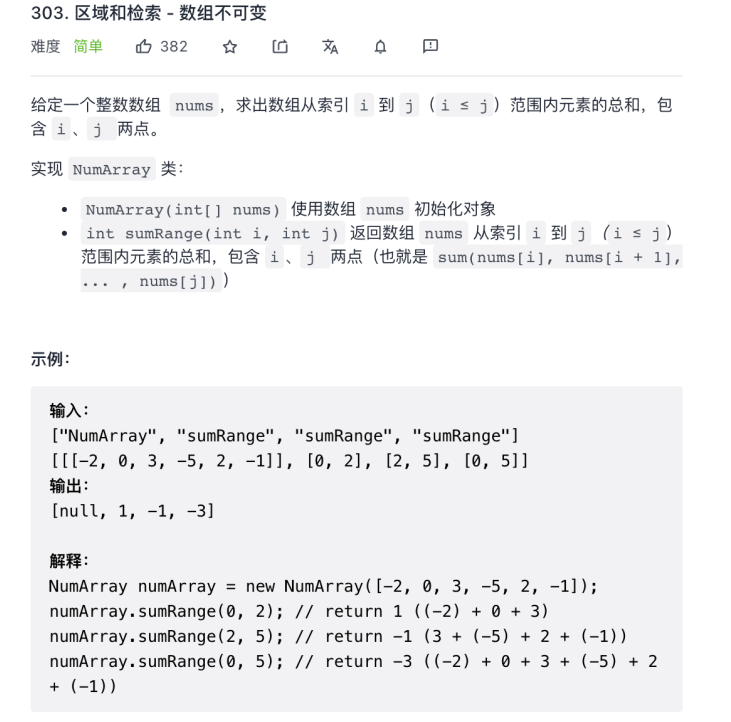 303. 区域和检索 - 数组不可变
难度 简单 382
给定一个整数数组 nums，求出数组从索引 i 到 j（i ≤ j）范围内元素的总和，包
含 i、j 两点。
实现 NumArray 类：
• NumArray(int[] nums) 使用数组 nums 初始化对象
• int sumRange(int i, int j) 返回数组 nums 从索引 i 到 j（i ≤ j）
范围内元素的总和，包含 i、j 两点（也就是 sum(nums[i], nums[i + 1],
... , nums[j])）
示例：
输入：
["NumArray", "sumRange", "sumRange", "sumRange"]
[[[-2, 0, 3, -5, 2, -1]], [0, 2], [2, 5], [0, 5]]
输出：
[null, 1, -1, -3]
解释：
NumArray numArray = new NumArray([-2, 0, 3, -5, 2, -1]);
numArray.sumRange(0, 2); // return 1 ((-2) + 0 + 3)
numArray.sumRange(2, 5); // return -1 (3 + (-5) + 2 + (-1))
numArray.sumRange(0, 5); // return -3 ((-2) + 0 + 3 + (-5) + 2
+ (-1))